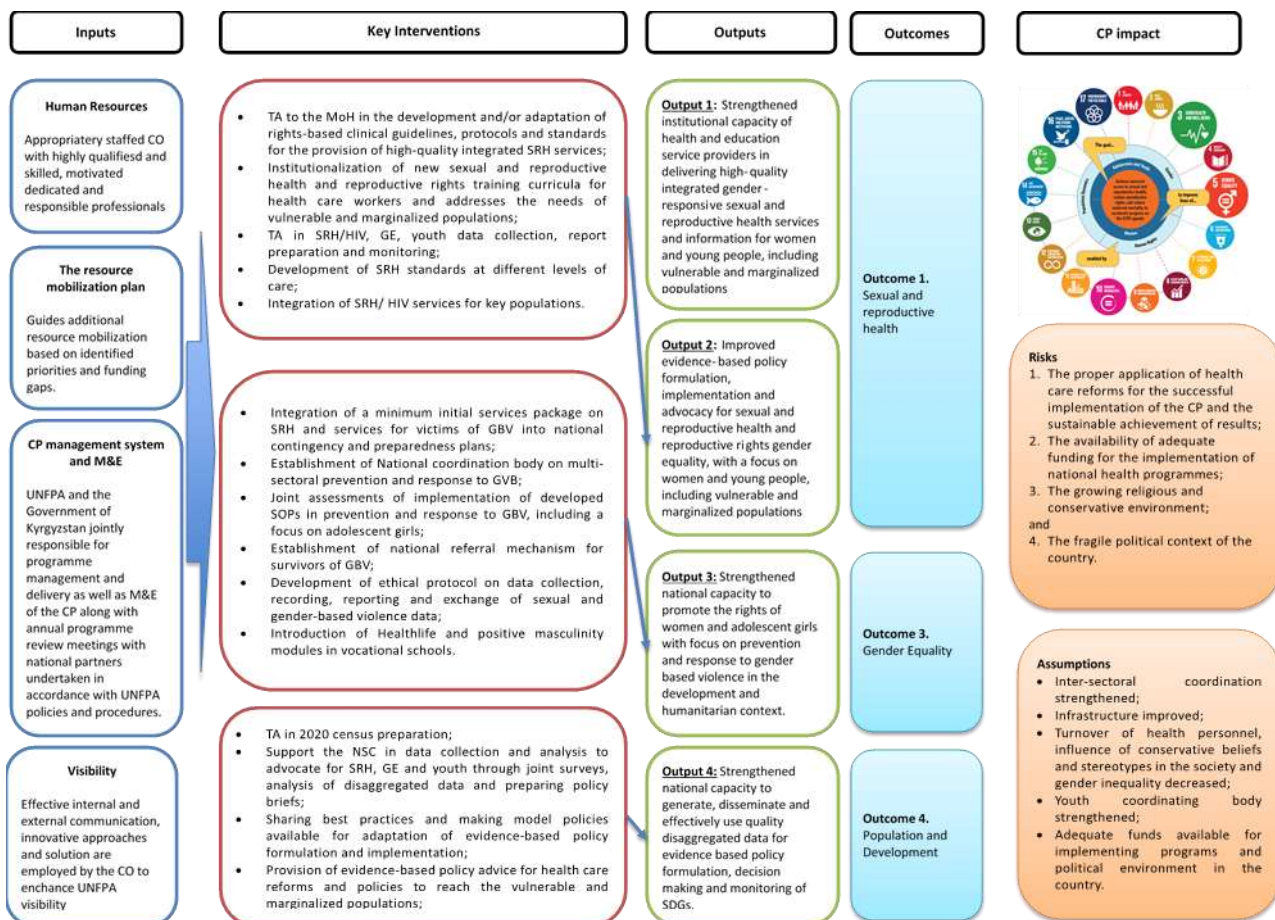 Inputs
Key Interventions
Outputs
Outcomes
CP impact
Human Resources
Appropriatery staffed CO
with highly qualifiesd and
skilled, motivated
dedicated and
responsible professionals
The resource
mobilization plan
Guides additional
resource mobilization
based on identified
priorities and funding
gaps.
CP management system
and M&E
UNFPA and the
Government of
Kyrgyzstan jointly
responsible for
programme
management and
delivery as well as M&E
of the CP along with
annual programme
review meetings with
national partners
undertaken in
accordance with UNFPA
policies and procedures.
Visibility
Effective internal and
external communication,
innovative approaches
and solution are
employed by the CO to
enchance UNFPA
visibility
• TA to the MoH in the development and/or adaptation of
rights-based clinical guidelines, protocols and standards
for the provision of high-quality integrated SRH services;
• Institutionalization of new sexual and reproductive
health and reproductive rights training curricula for
health care workers and addresses the needs of
vulnerable and marginalized populations;
• TA in SRH/HIV, GE, youth data collection, report
preparation and monitoring;
• Development of SRH standards at different levels of
care;
• Integration of SRH/ HIV services for key populations.
• Integration of a minimum initial services package on
SRH and services for victims of GBV into national
contingency and preparedness plans;
• Establishment of National coordination body on multi-
sectoral prevention and response to GVB;
• Joint assessments of implementation of developed
SOPs in prevention and response to GBV, including a
focus on adolescent girls;
• Establishment of national referral mechanism for
survivors of GBV;
• Development of ethical protocol on data collection,
recording, reporting and exchange of sexual and
gender-based violence data;
• Introduction of Healthlife and positive masculinity
modules in vocational schools.
• TA in 2020 census preparation;
• Support the NSC in data collection and analysis to
advocate for SRH, GE and youth through joint surveys,
analysis of disaggregated data and preparing policy
briefs;
• Sharing best practices and making model policies
available for adaptation of evidence-based policy
formulation and implementation;
• Provision of evidence-based policy advice for health care
reforms and policies to reach the vulnerable and
marginalized populations;
Output 1: Strengthened
institutional capacity of
health and education
service providers in
delivering high-quality
integrated gender-
responsive sexual and
reproductive health services
and information for women
and young people, including
vulnerable and marginalized
populations
Output 2: Improved
evidence-based policy
formulation,
implementation and
advocacy for sexual and
reproductive health and
reproductive rights gender
equality, with a focus on
women and young people,
including vulnerable and
marginalized populations
Output 3: Strengthened
national capacity to
promote the rights of
women and adolescent girls
with focus on prevention
and response to gender
based violence in the
development and
humanitarian context.
Output 4: Strengthened
national capacity to
generate, disseminate and
effectively use quality
disaggregated data for
evidence based policy
formulation, decision
making and monitoring of
SDGs.
Outcome 1.
Sexual and
reproductive
health
Outcome 3.
Gender Equality
Outcome 4.
Population and
Development
The goal...
to improve
lives of...
enabled by
Risks
1. The proper application of health
care reforms for the successful
implementation of the CP and the
sustainable achievement of results;
2. The availability of adequate
funding for the implementation of
national health programmes;
3. The growing religious and
conservative environment;
and
4. The fragile political context of the
country.
Assumptions
• Inter-sectoral coordination
strengthened;
• Infrastructure improved;
• Turnover of health personnel,
influence of conservative beliefs
and stereotypes in the society and
gender inequality decreased;
• Youth coordinating body
strengthened;
• Adequate funds available for
implementing programs and
political environment in the
country.